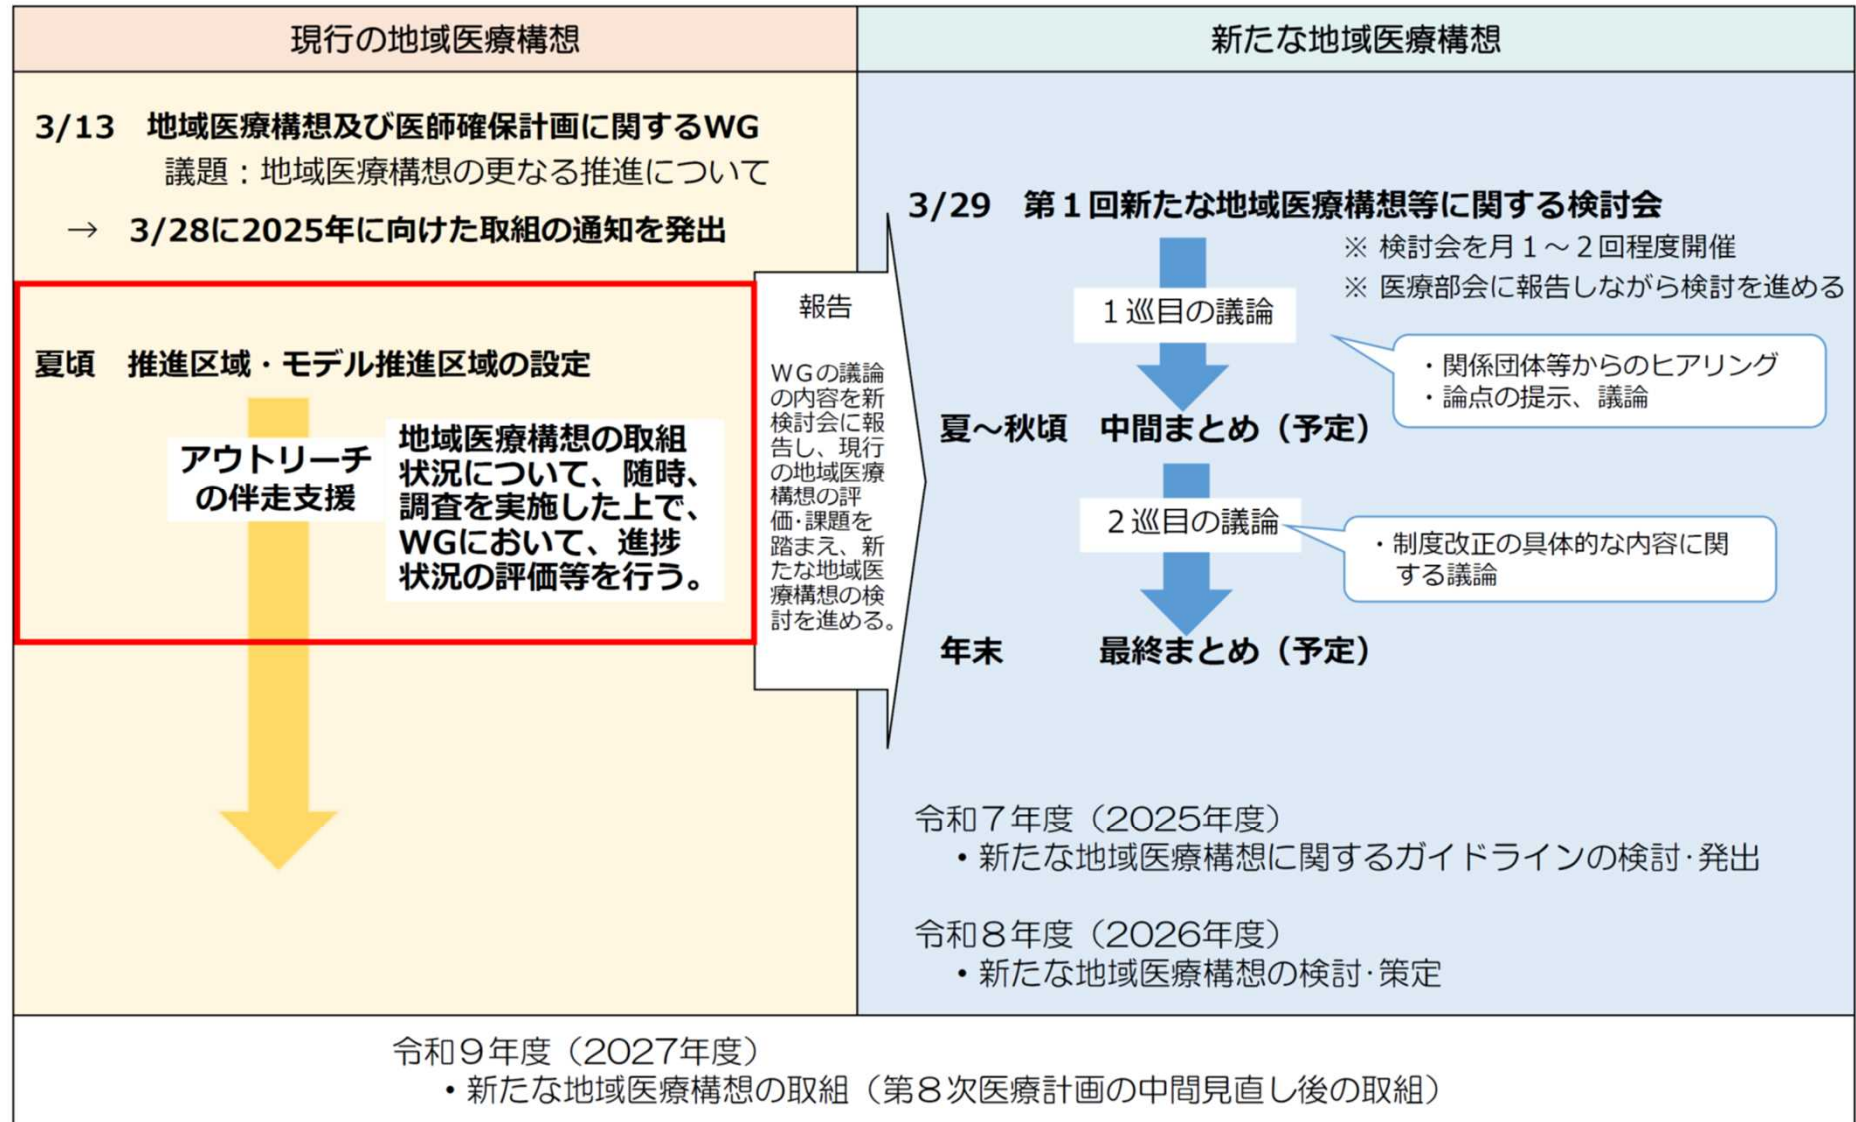 現行の地域医療構想
3/13　地域医療構想及び医師確保計画に関するWG
議題：地域医療構想の更なる推進について
→　3/28に2025年に向けた取組の通知を発出
夏頃　推進区域・モデル推進区域の設定
アウトリーチ
の伴走支援
地域医療構想の取組
状況について、随時、
調査を実施した上で、
WGにおいて、進捗
状況の評価等を行う。
報告
ＷＧの議論
の内容を新
検討会に報
告し、現行
の地域医療
構想の評
価･課題を
踏まえ、新
たな地域医
療構想の検
討を進める。
新たな地域医療構想
3/29　第１回新たな地域医療構想等に関する検討会
※ 検討会を月１～２回程度開催
※ 医療部会に報告しながら検討を進める
１巡目の議論
・関係団体等からのヒアリング
・論点の提示、議論
夏～秋頃　中間まとめ（予定）
２巡目の議論
・制度改正の具体的な内容に関
する議論
年末　　　最終まとめ（予定）
令和７年度（2025年度）
・新たな地域医療構想に関するガイドラインの検討･発出
令和８年度（2026年度）
・新たな地域医療構想の検討･策定
令和９年度（2027年度）
・新たな地域医療構想の取組（第８次医療計画の中間見直し後の取組）